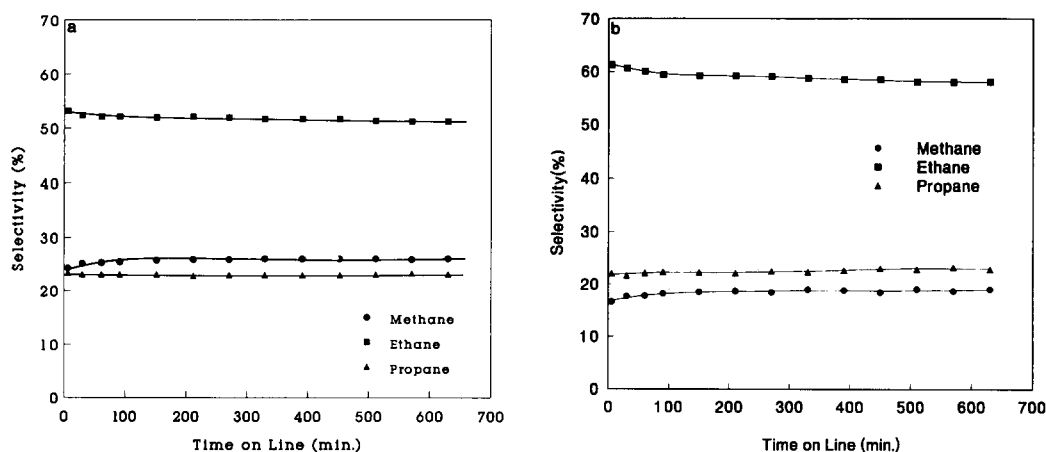 a
70
60
50
40
30
20
10
0
Selectivity (%)
Methane
Ethane
Propane
0 100 200 300 400 500 600 700
Time on Line (min.)
b
70
60
50
40
30
20
10
0
Selectivity(%)
Methane
Ethane
Propane
0 100 200 300 400 500 600 700
Time on Line (min.)